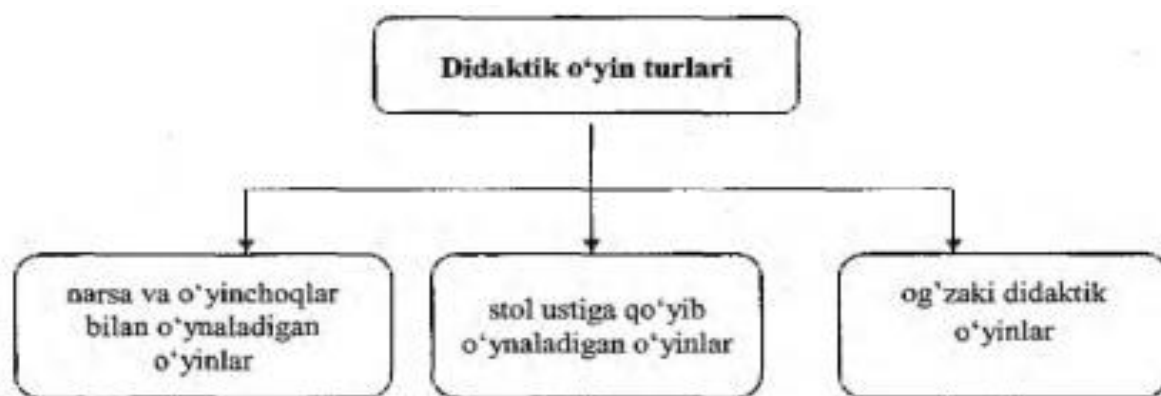 Didaktik o‘yin turlari
narsa va o‘yinchoqlar
bilan o‘ynaladigan
o‘yinlar
stol ustiga qo‘yib
o‘ynaladigan o‘yinlar
og’zaki didaktik
o‘yinlar